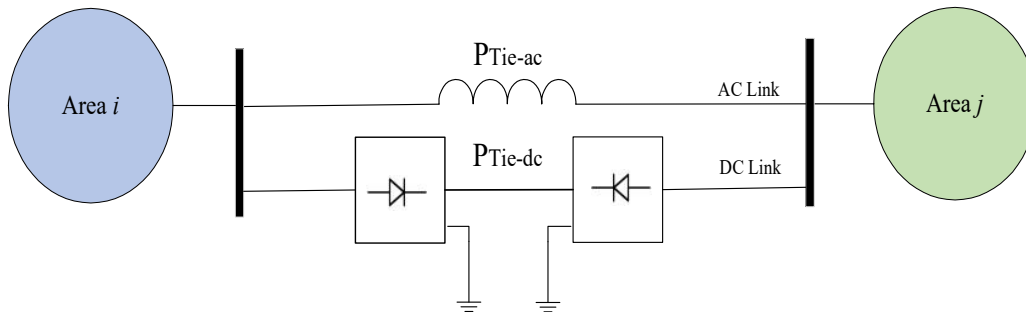 PTie-ac
AC Link
Area i
Area j
PTie-dc
DC Link